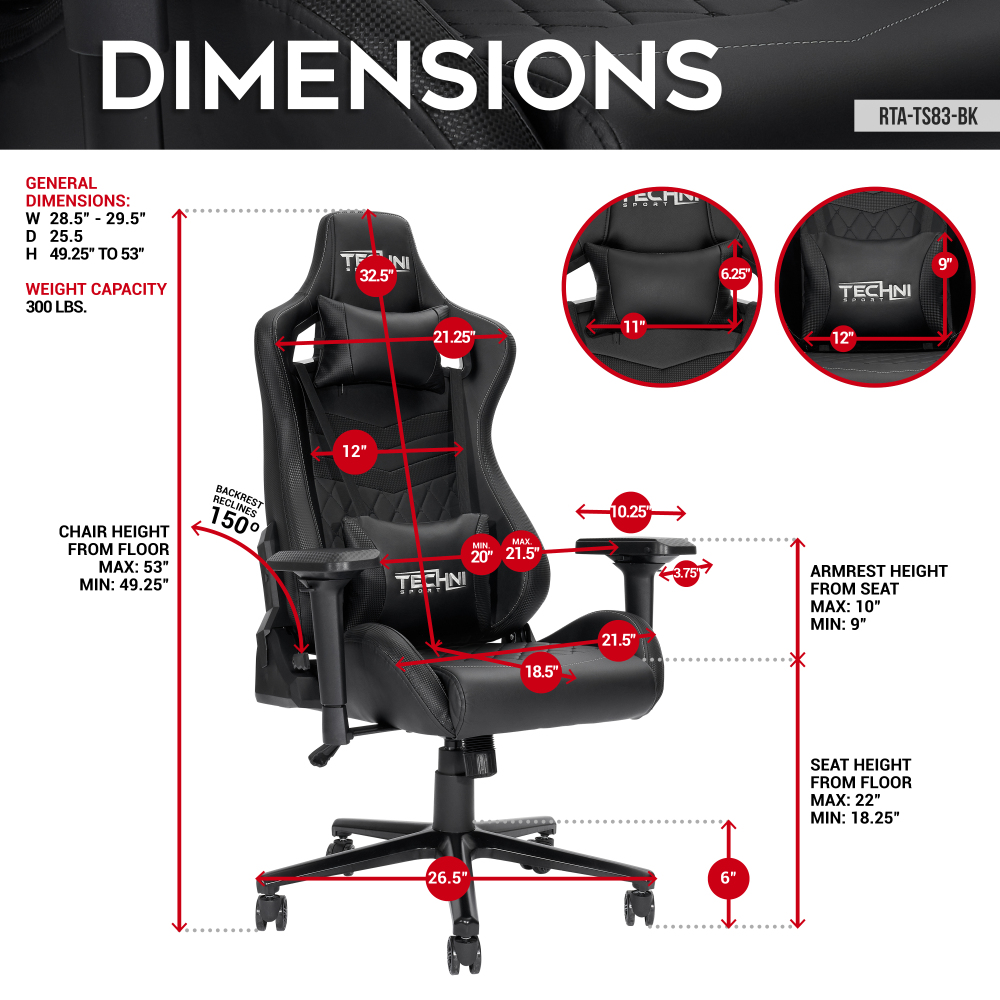 DIMENSIONS
RTA-TS83-BK
GENERAL
DIMENSIONS:
W 28.5" - 29.5"
D 25.5
H 49.25" TO 53"
WEIGHT CAPACITY
300 LBS.
TECHNI
SPORT
32.5"
21.25"
12"
TECHNI
SPORT
6.25"
11"
TECHNI
SPORT
9"
12"
BACKREST
RECLINES
150°
CHAIR HEIGHT
FROM FLOOR
MAX: 53"
MIN: 49.25"
10.25"
MIN.
20"
MAX.
21.5"
3.75"
TECHNI
SPORT
ARMREST HEIGHT
FROM SEAT
MAX: 10"
MIN: 9"
21.5"
18.5"
SEAT HEIGHT
FROM FLOOR
MAX: 22"
MIN: 18.25"
26.5"
6"